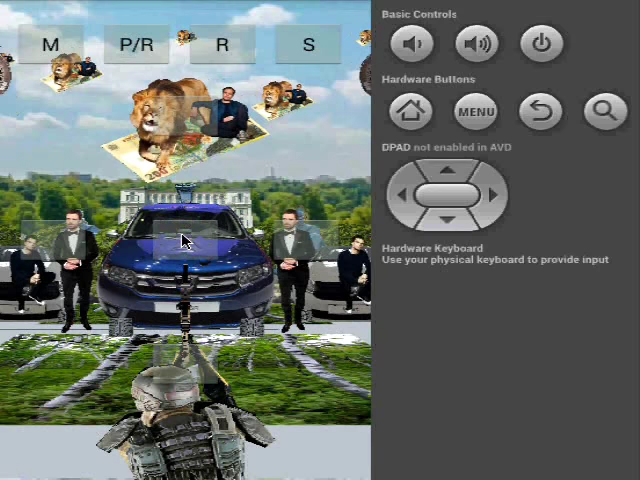 Basic Controls
M P/R R S
Hardware Buttons
MENU
DPAD not enabled in AVD
200
Hardware Keyboard
Use your physical keyboard to provide input